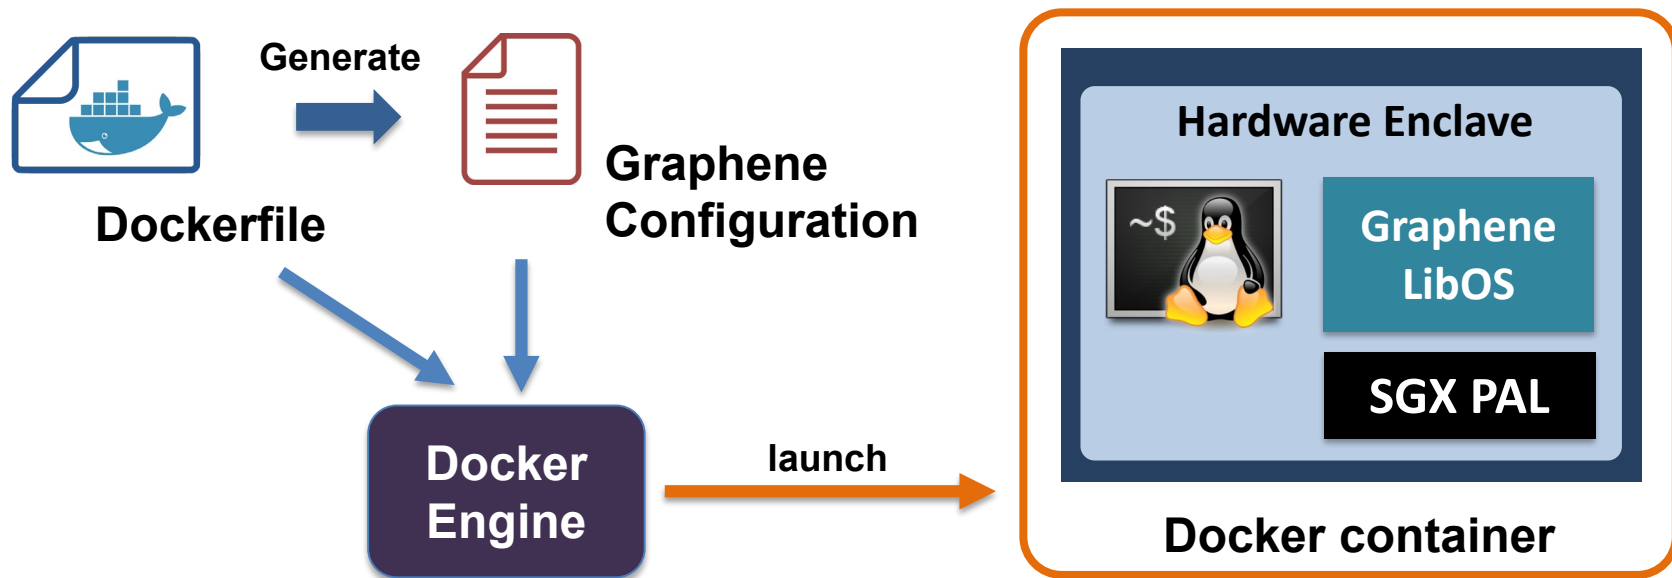 Generate
Dockerfile
Graphene
Configuration
Docker
Engine
launch
Hardware Enclave
~$
Graphene
LibOS
SGX PAL
Docker container